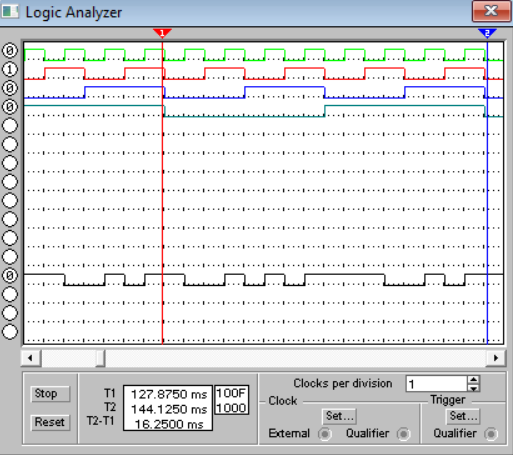 Logic Analyzer
1
2
0
1
0
0
0
Stop
Reset
T1 127.8750 ms 100F
T2 144.1250 ms 1000
T2-T1 16.2500 ms
Clocks per division 1
Clock
Set...
External
Qualifier
Trigger
Set...
Qualifier